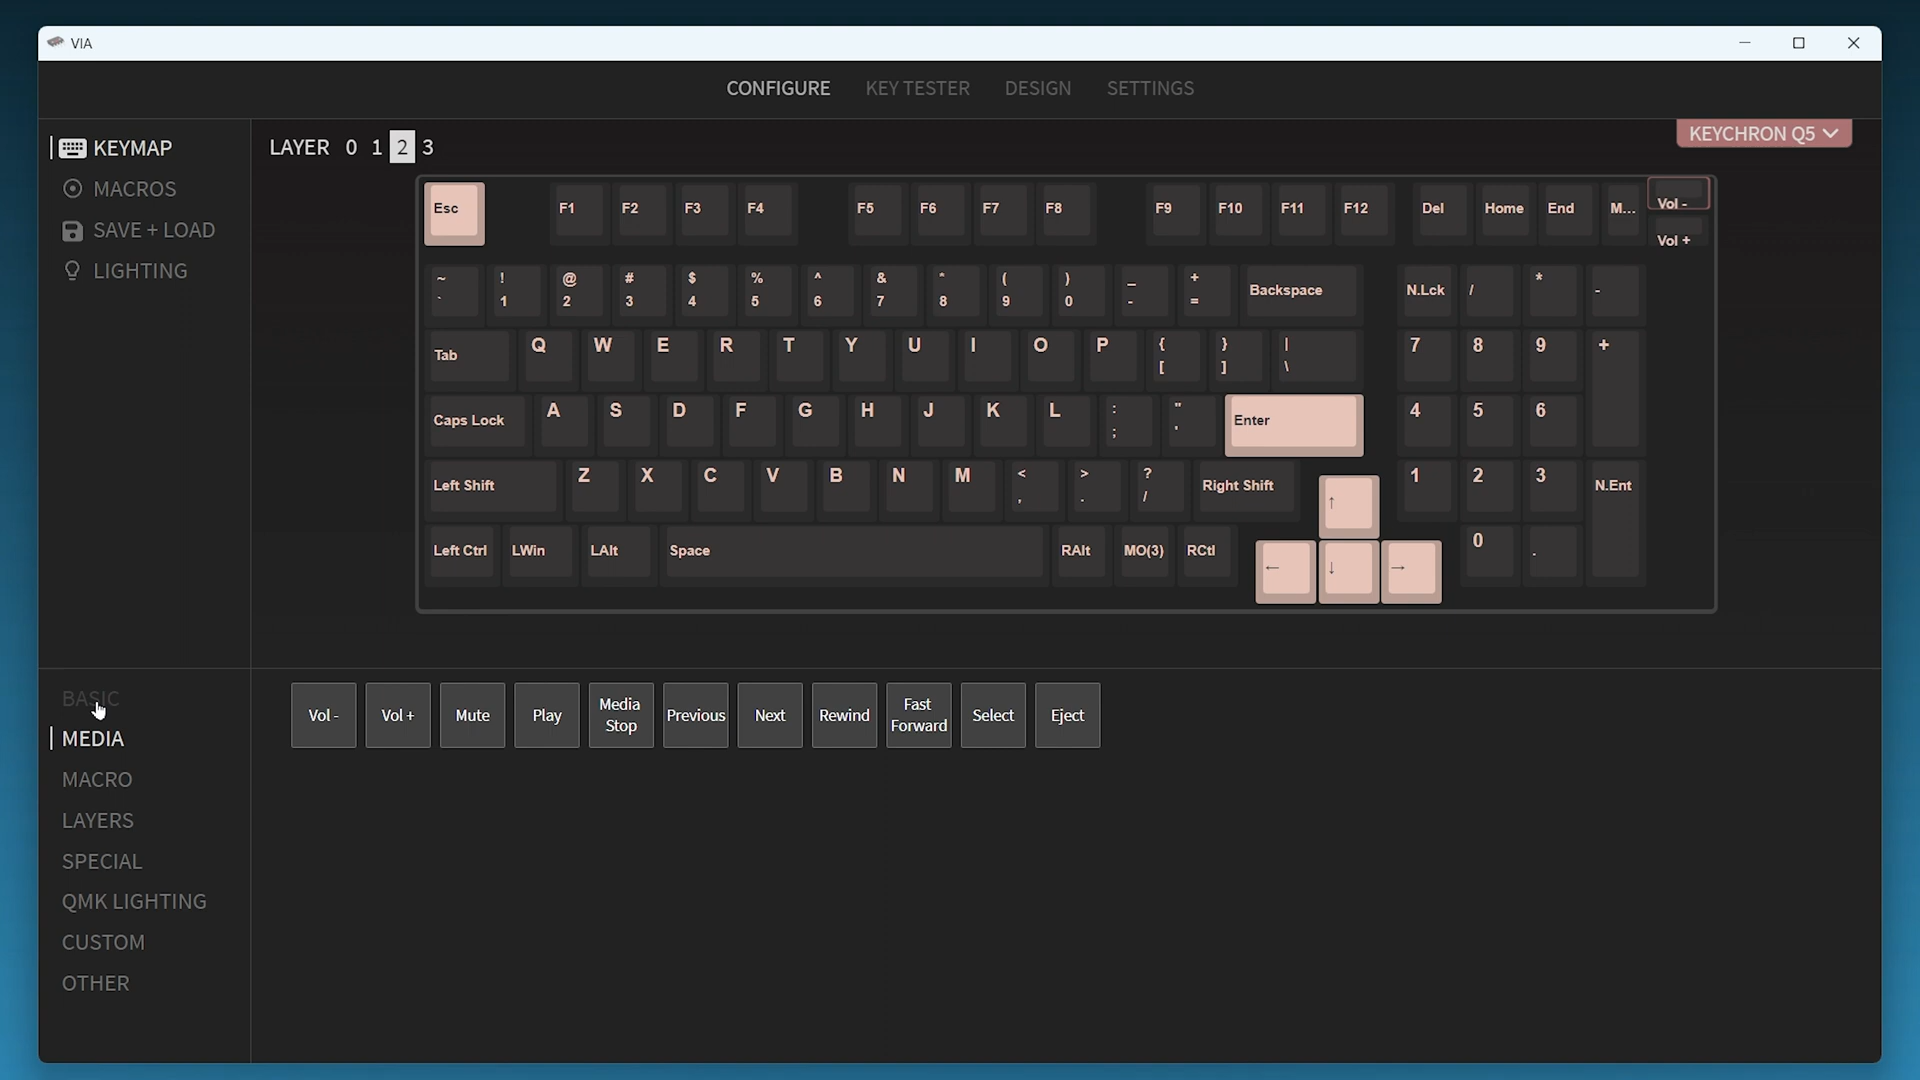 VIA
CONFIGURE KEY TESTER DESIGN SETTINGS
KEYMAP
MACROS
SAVE + LOAD
LIGHTING
LAYER 0 1 2 3
KEYCHRON Q5
Esc F1 F2 F3 F4 F5 F6 F7 F8 F9 F10 F11 F12 Del Home End M... Vol -
Vol +
~ ! @ # $ % ^ & * ( ) _ + Backspace N.Lck / * -
` 1 2 3 4 5 6 7 8 9 0 - =
Tab Q W E R T Y U I O P { } | 7 8 9 +
[ ] \
Caps Lock A S D F G H J K L : " Enter 4 5 6
; '
Left Shift Z X C V B N M < > ? Right Shift ↑ 1 2 3 N.Ent
, . /
Left Ctrl LWin LAlt Space RAlt MO(3) RCtl ← ↓ → 0 .
BASIC
MEDIA
MACRO
LAYERS
SPECIAL
QMK LIGHTING
CUSTOM
OTHER
Vol - Vol + Mute Play Media Stop Previous Next Rewind Fast Forward Select Eject